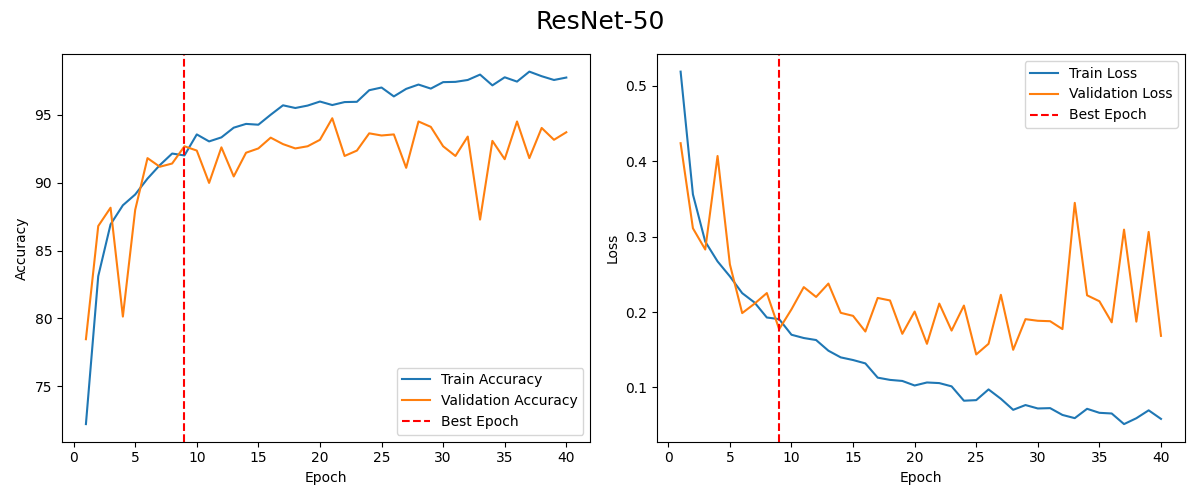 ResNet-50
Accuracy
95
90
85
80
75
Train Accuracy
Validation Accuracy
Best Epoch
0 5 10 15 20 25 30 35 40
Epoch
Loss
0.5
0.4
0.3
0.2
0.1
Train Loss
Validation Loss
Best Epoch
0 5 10 15 20 25 30 35 40
Epoch